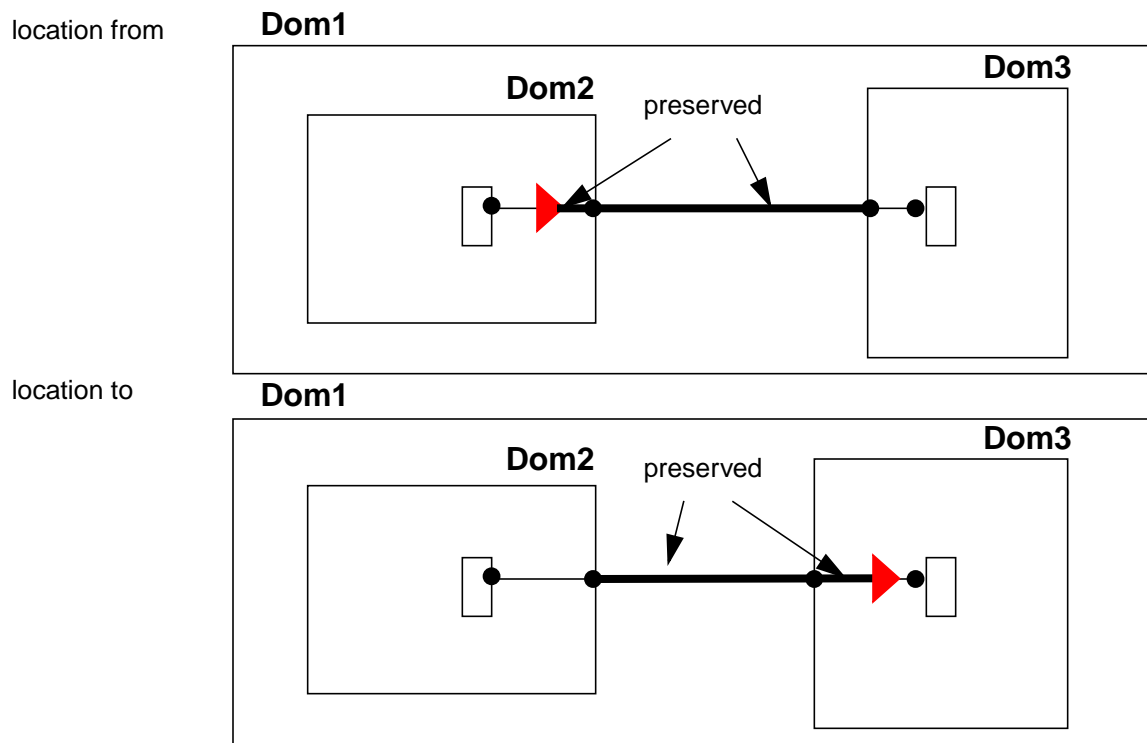 location from
Dom1
Dom3
Dom2
preserved
location to
Dom1
Dom3
Dom2
preserved